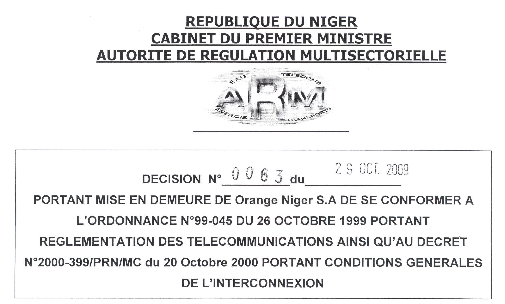 REPUBLIQUE DU NIGER
CABINET DU PREMIER MINISTRE
AUTORITE DE REGULATION MULTISECTORIELLE
ARM
DECISION N° 0063 du 29 OCT. 2009
PORTANT MISE EN DEMEURE DE Orange Niger S.A DE SE CONFORMER A
L'ORDONNANCE N°99-045 DU 26 OCTOBRE 1999 PORTANT
REGLEMENTATION DES TELECOMMUNICATIONS AINSI QU'AU DECRET
N°2000-399/PRN/MC du 20 Octobre 2000 PORTANT CONDITIONS GENERALES
DE L'INTERCONNEXION